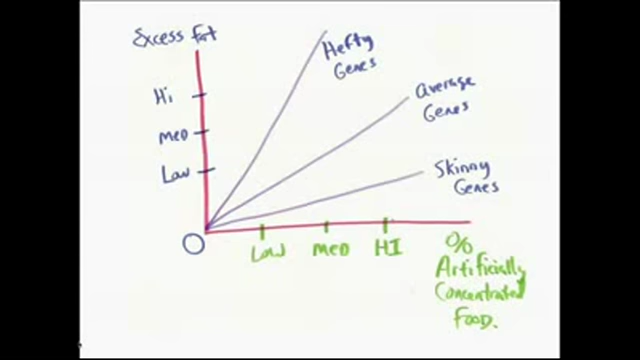 Excess fat
Hi
MED
Low
O
Hefty
Genes
Average
Genes
Skinny
Genes
Low
MED
HI
%
Artificially
Concentrated
FOOD.